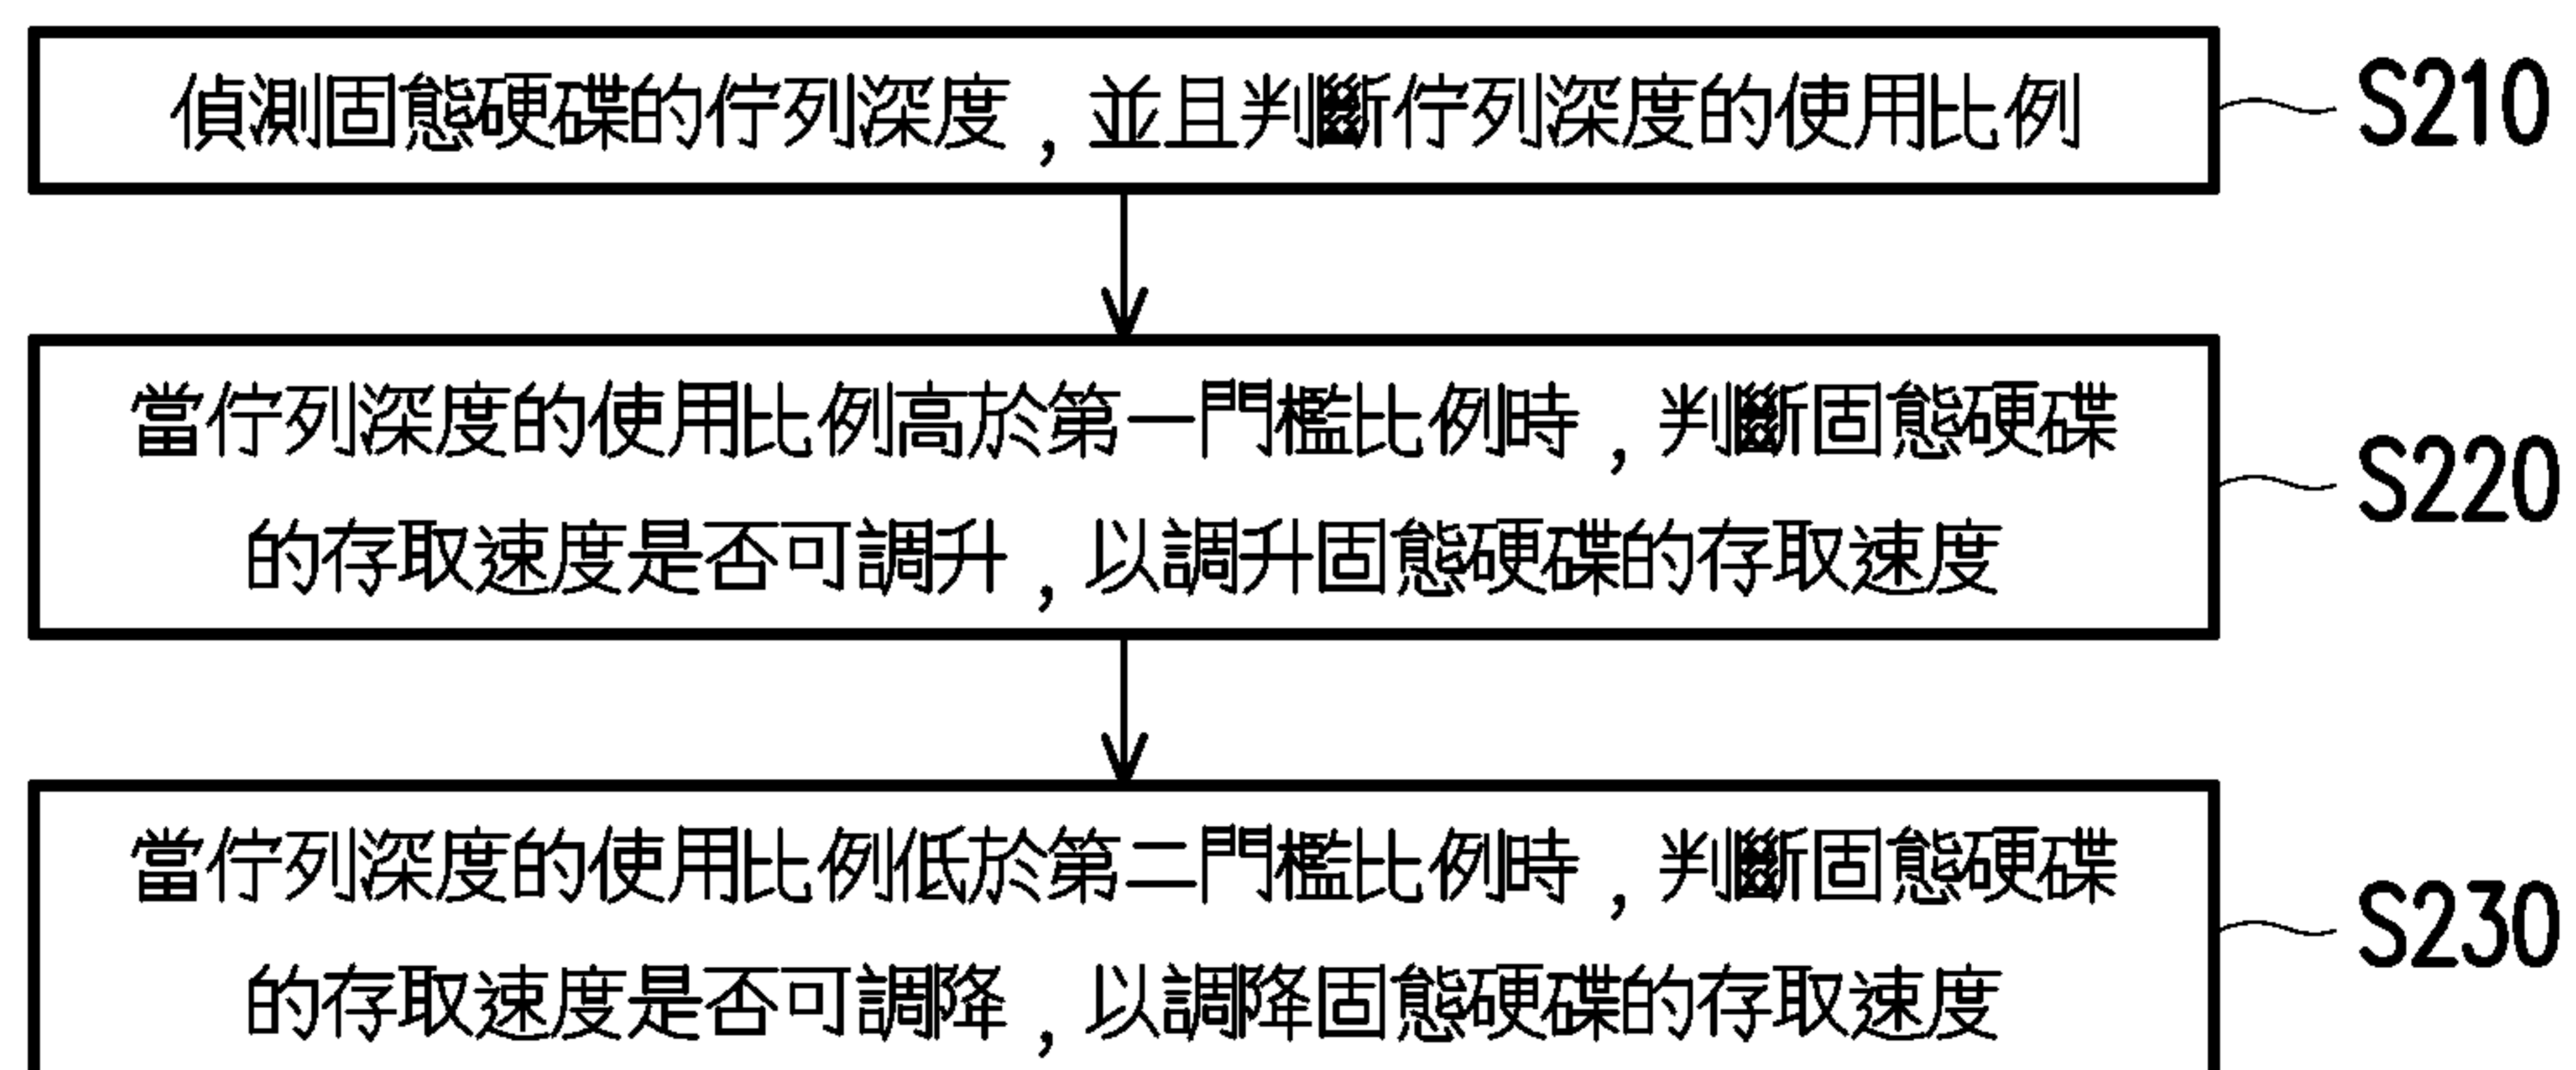 偵測固態硬碟的佇列深度，並且判斷佇列深度的使用比例 S210
當佇列深度的使用比例高於第一門檻比例時，判斷固態硬碟
的存取速度是否可調升，以調升固態硬碟的存取速度
S220
當佇列深度的使用比例低於第二門檻比例時，判斷固態硬碟
的存取速度是否可調降，以調降固態硬碟的存取速度
S230